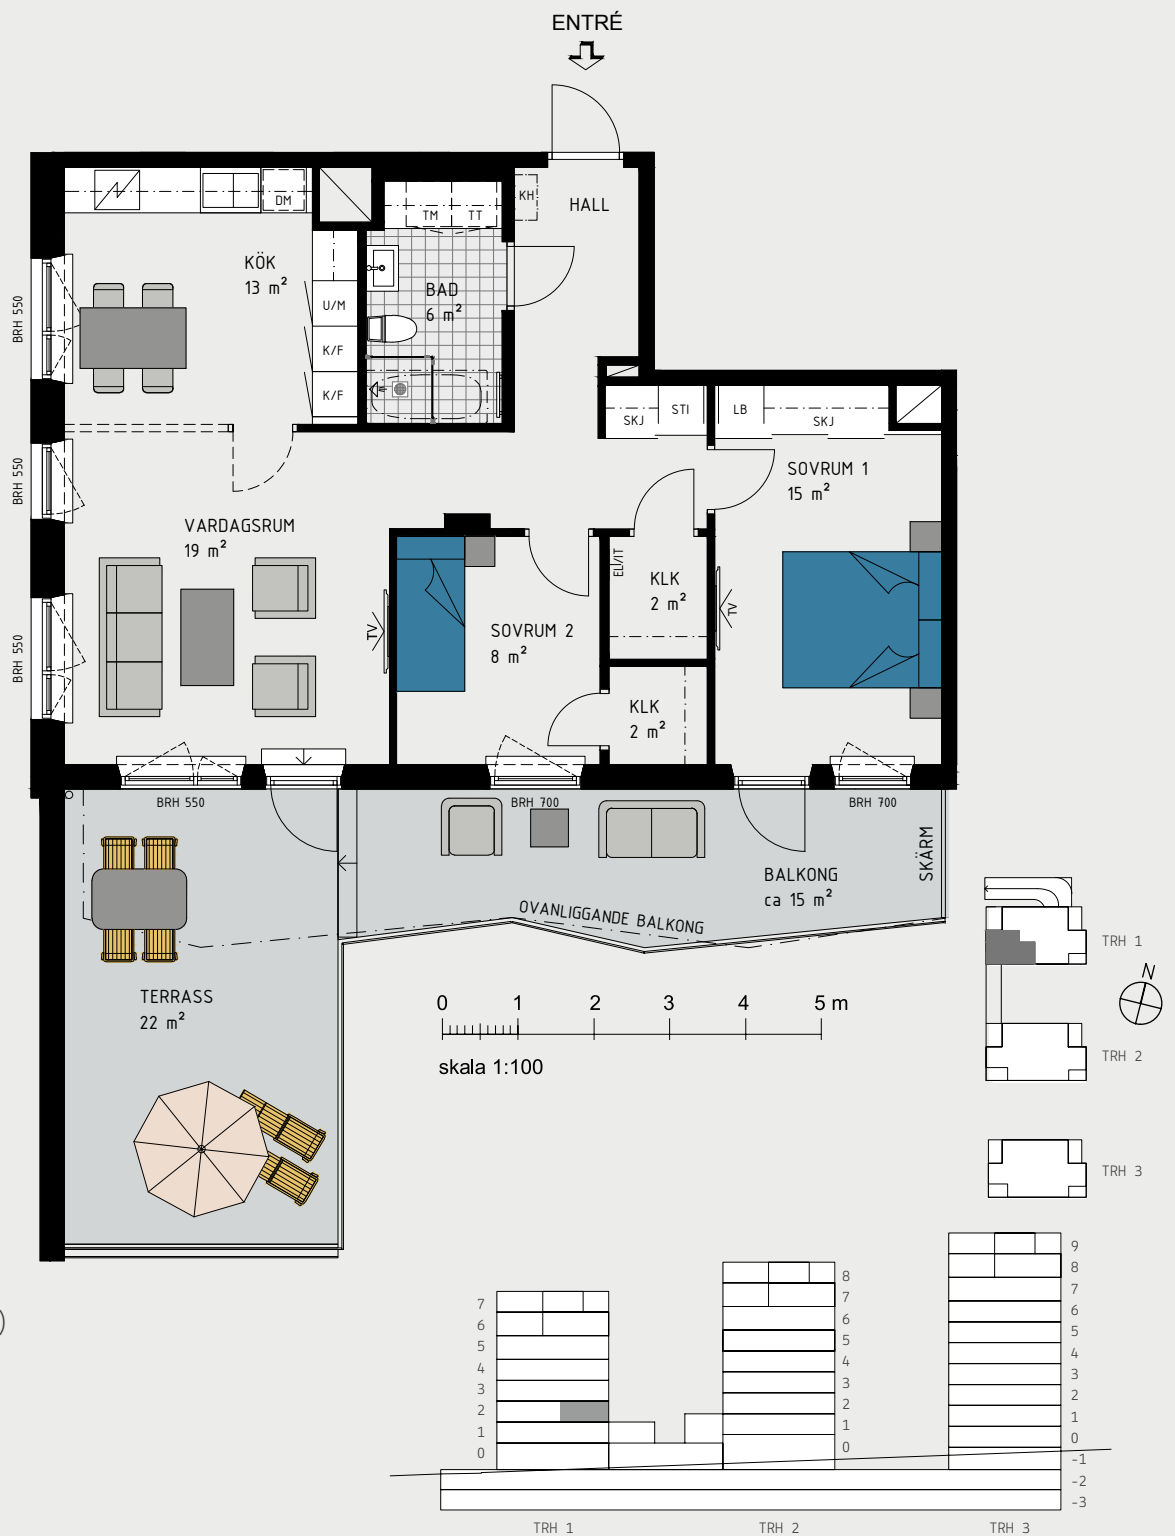 ENTRÉ
KH
HALL
DM
TM
TT
KÖK
13 m²
BAD
6 m²
U/M
K/F
K/F
BRH 550
SKJ
STI
LB
SKJ
SOVRUM 1
15 m²
BRH 550
VARDAGSRUM
19 m²
EL/IT
KLK
2 m²
TV
TV
SOVRUM 2
8 m²
BRH 550
KLK
2 m²
BRH 550
BRH 700
BRH 700
SKÄRM
BALKONG
ca 15 m²
OVANLIGGANDE BALKONG
TERRASS
22 m²
0 1 2 3 4 5 m
skala 1:100
TRH 1
N
TRH 2
TRH 3
7
6
5
4
3
2
1
0
8
7
6
5
4
3
2
1
0
9
8
7
6
5
4
3
2
1
0
-1
-2
-3
TRH 1
TRH 2
TRH 3